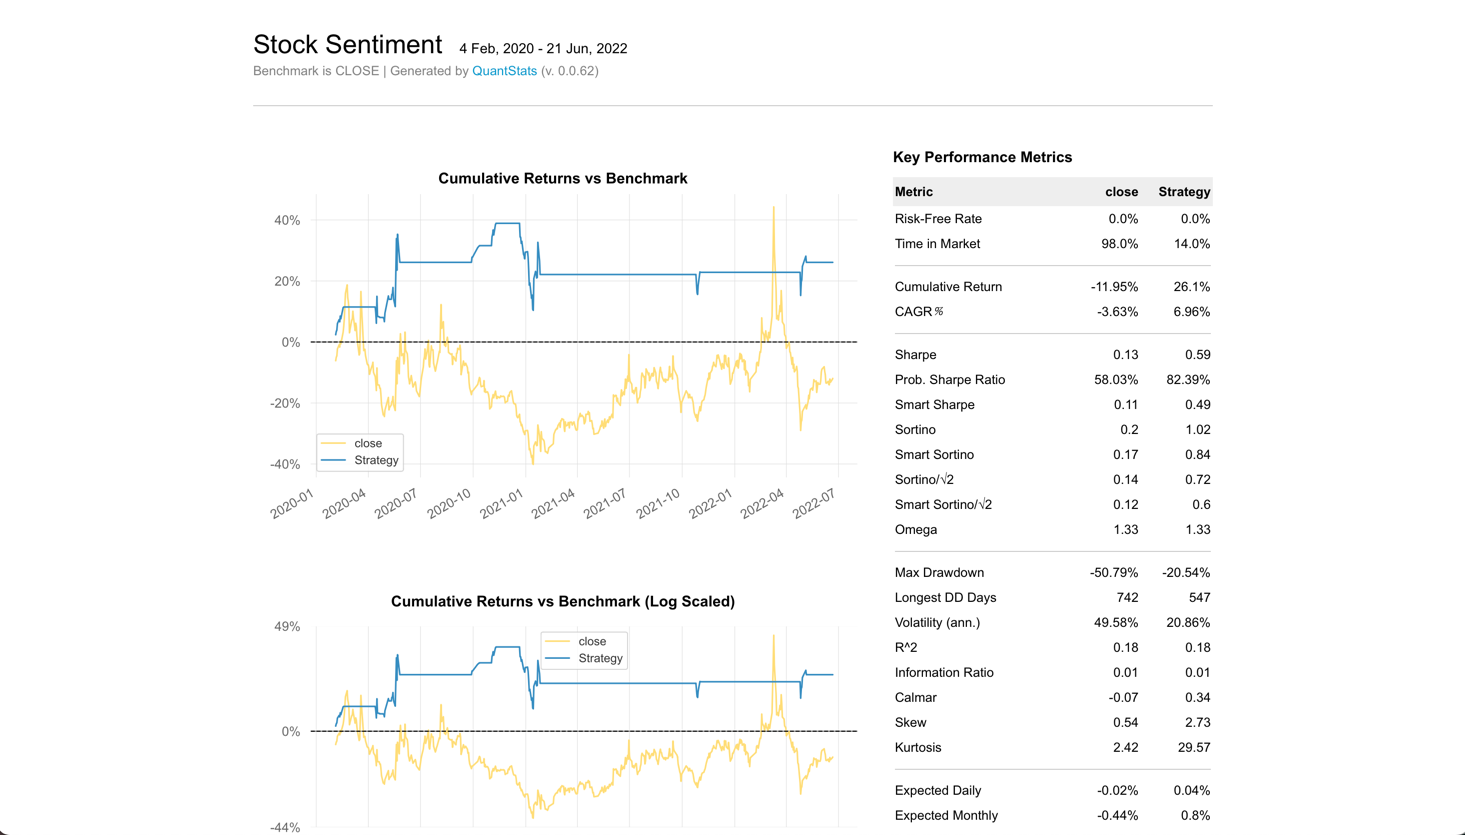 Stock Sentiment 4 Feb, 2020 - 21 Jun, 2022
Benchmark is CLOSE | Generated by QuantStats (v. 0.0.62)
Cumulative Returns vs Benchmark
40%
20%
0%
-20%
-40%
close
Strategy
2020-01
2020-04
2020-07
2020-10
2021-01
2021-04
2021-07
2021-10
2022-01
2022-04
2022-07
Cumulative Returns vs Benchmark (Log Scaled)
49%
0%
-44%
close
Strategy
Key Performance Metrics
Metric close Strategy
Risk-Free Rate 0.0% 0.0%
Time in Market 98.0% 14.0%
Cumulative Return -11.95% 26.1%
CAGR﹪ -3.63% 6.96%
Sharpe 0.13 0.59
Prob. Sharpe Ratio 58.03% 82.39%
Smart Sharpe 0.11 0.49
Sortino 0.2 1.02
Smart Sortino 0.17 0.84
Sortino/√2 0.14 0.72
Smart Sortino/√2 0.12 0.6
Omega 1.33 1.33
Max Drawdown -50.79% -20.54%
Longest DD Days 742 547
Volatility (ann.) 49.58% 20.86%
R^2 0.18 0.18
Information Ratio 0.01 0.01
Calmar -0.07 0.34
Skew 0.54 2.73
Kurtosis 2.42 29.57
Expected Daily -0.02% 0.04%
Expected Monthly -0.44% 0.8%